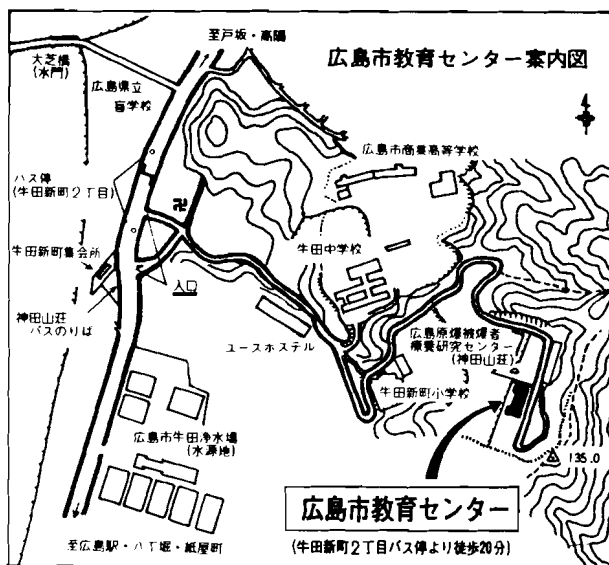 至戸坂・高陽
広島市教育センター案内図
大芝橋
(水門)
広島県立
盲学校
広島市商業高等学校
バス停
(牛田新町2丁目)
卍
牛田中学校
牛田新町集会所
入口
神田山荘
バスのりば
広島原爆被爆者
療養研究センター
(神田山荘)
ユースホステル
牛田新町小学校
広島市牛田浄水場
(水源池)
135.0
広島市教育センター
(牛田新町2丁目バス停より徒歩20分)
至広島駅・八丁堀・紙屋町